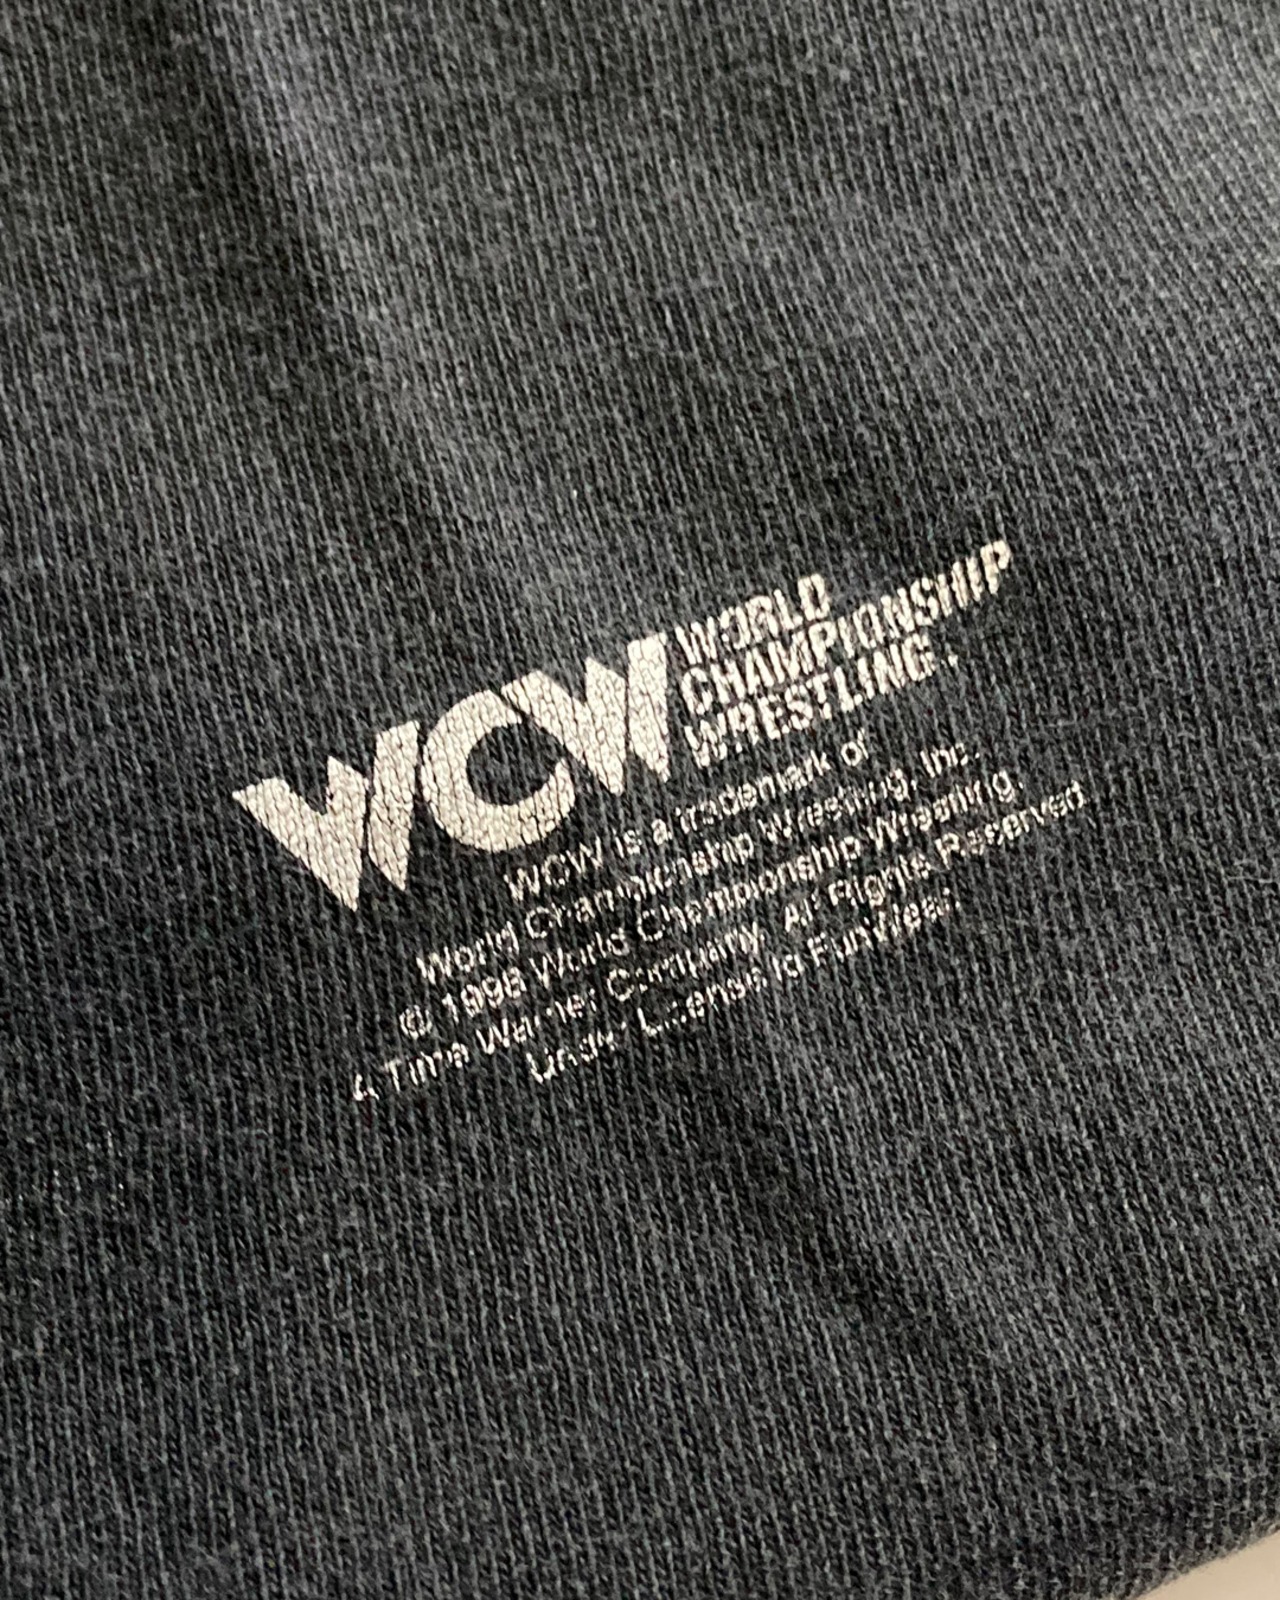 WCW WORLD
CHAMPIONSHIP
WRESTLING
WCW is a trademark of
World Championship Wrestling, Inc.
© 1998 World Championship Wrestling,
A Time Warner Company. All Rights Reserved
Under License to FunWear